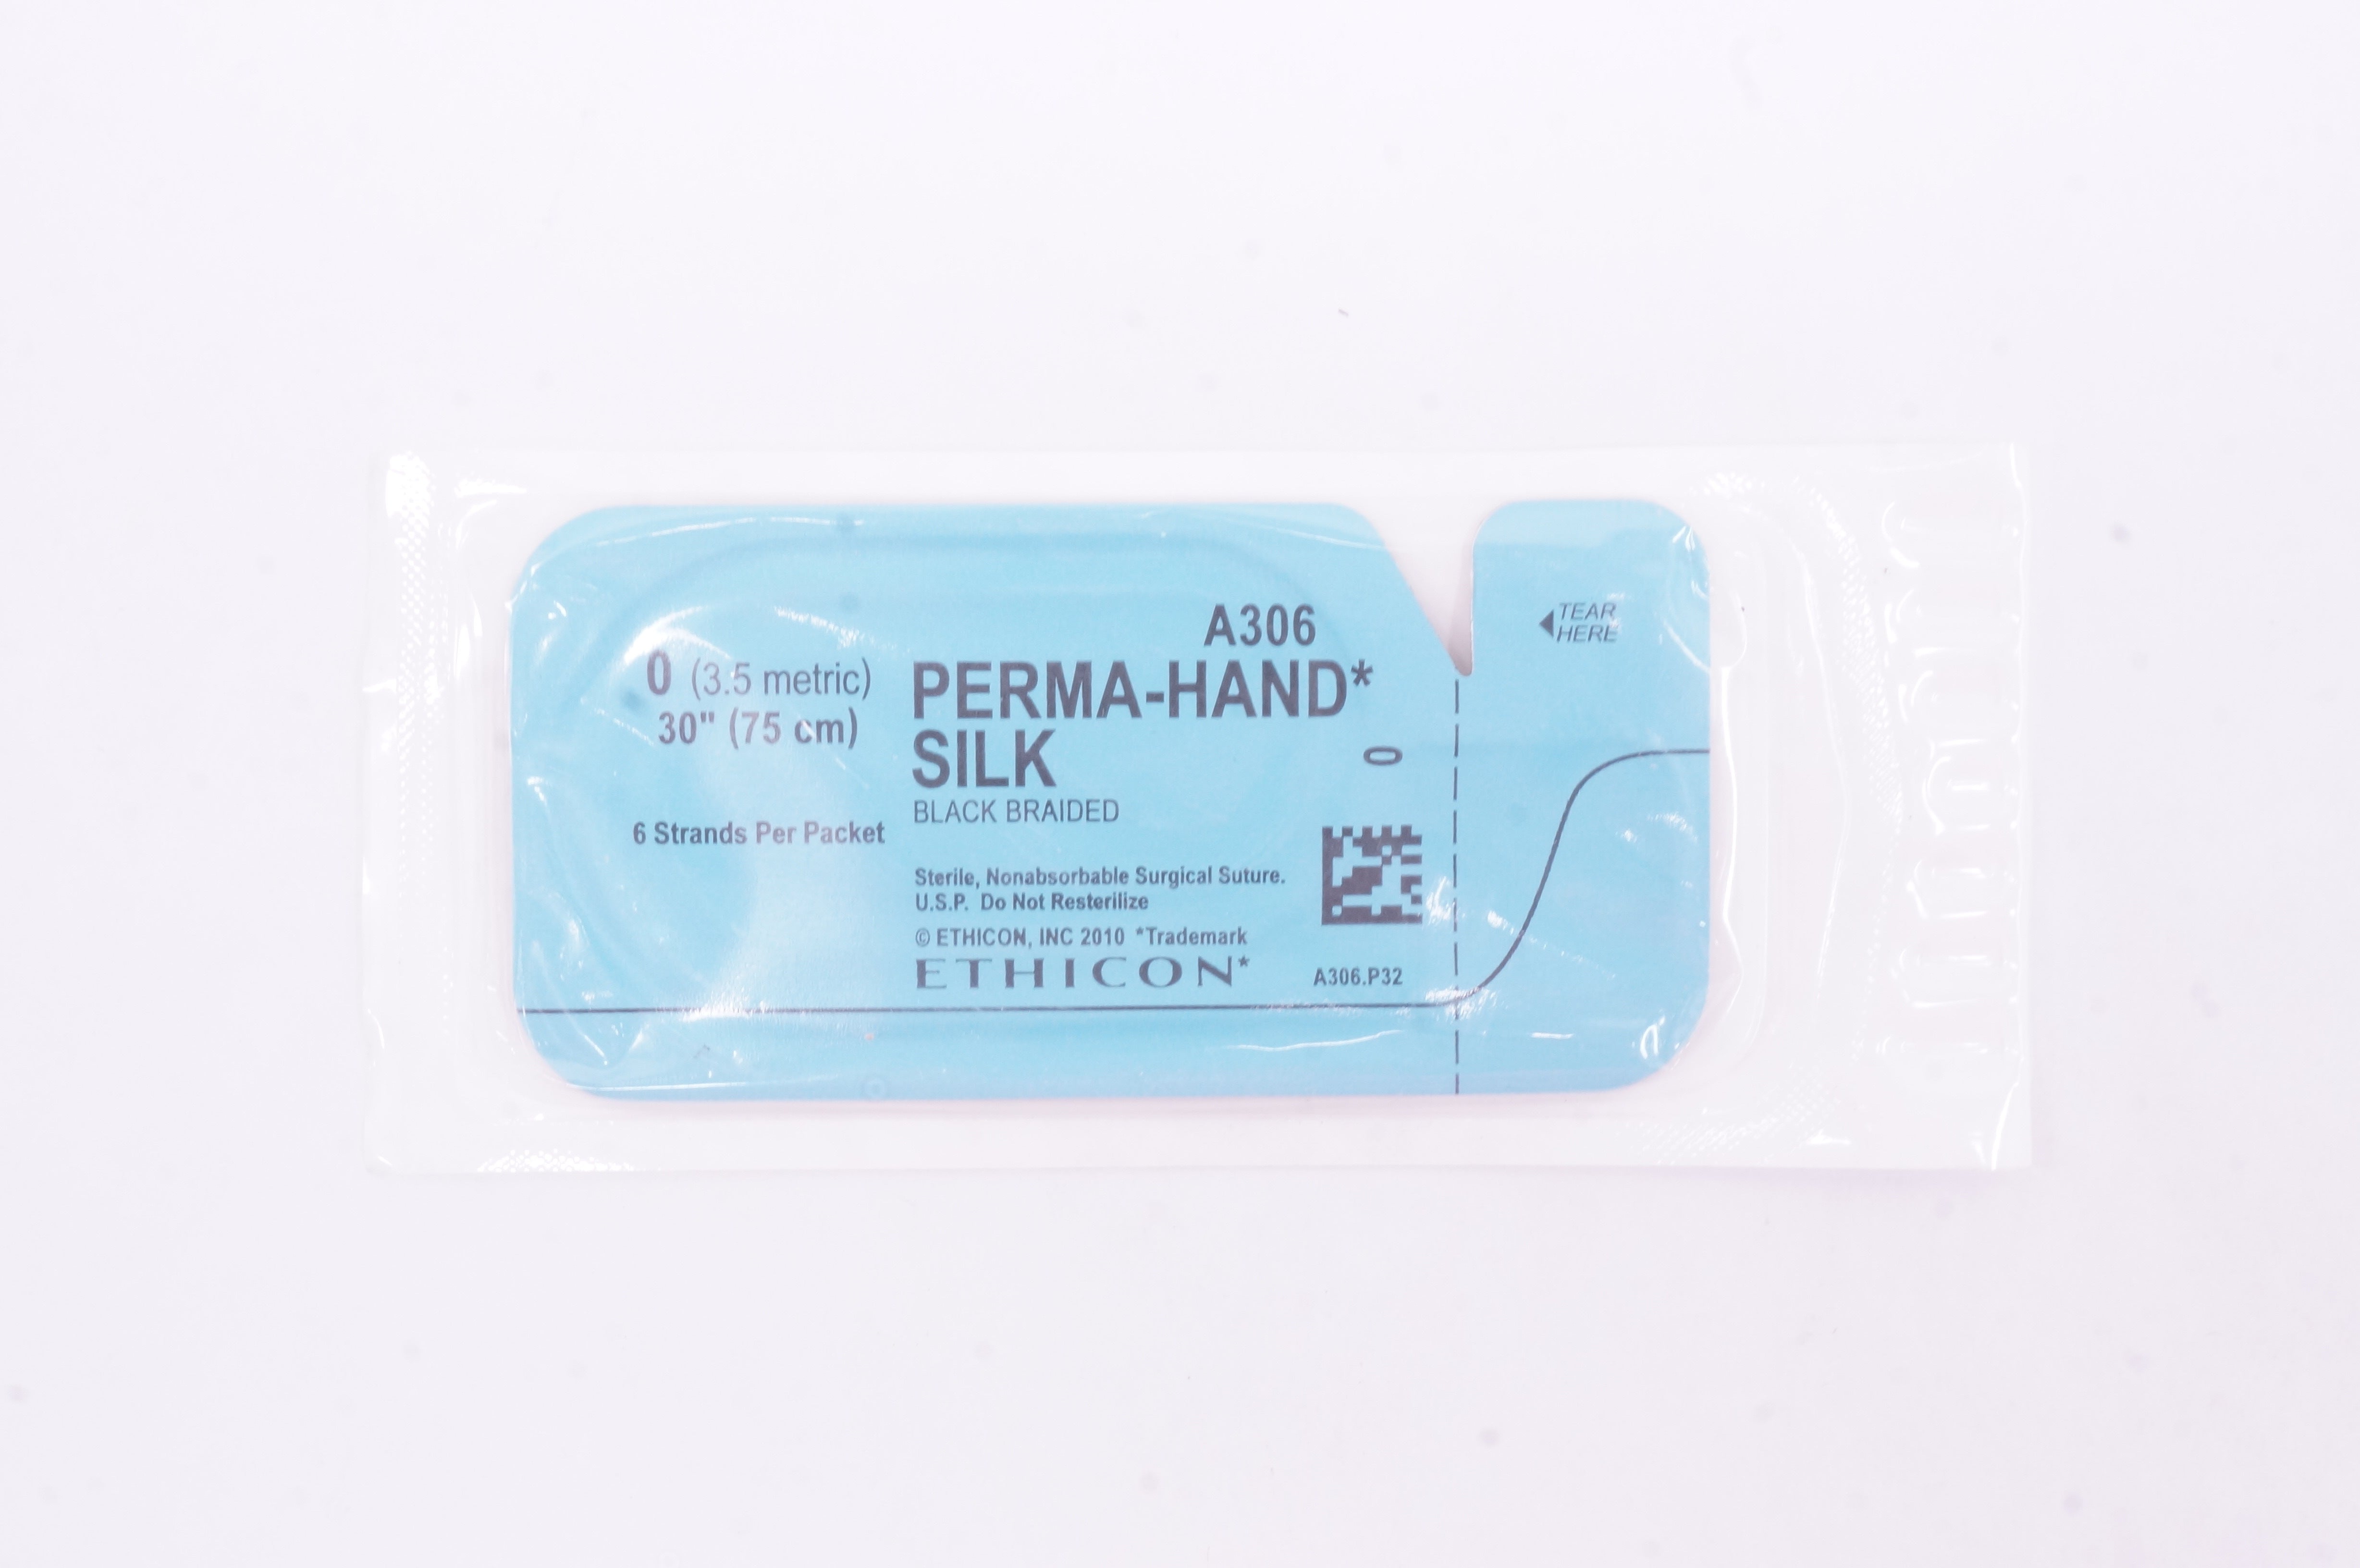 A306
0 (3.5 metric)
30" (75 cm)
6 Strands Per Packet
PERMA-HAND*
SILK
BLACK BRAIDED
0
Sterile, Nonabsorbable Surgical Suture.
U.S.P. Do Not Resterilize
© ETHICON, INC 2010 *Trademark
ETHICON*
A306.P32
TEAR
HERE